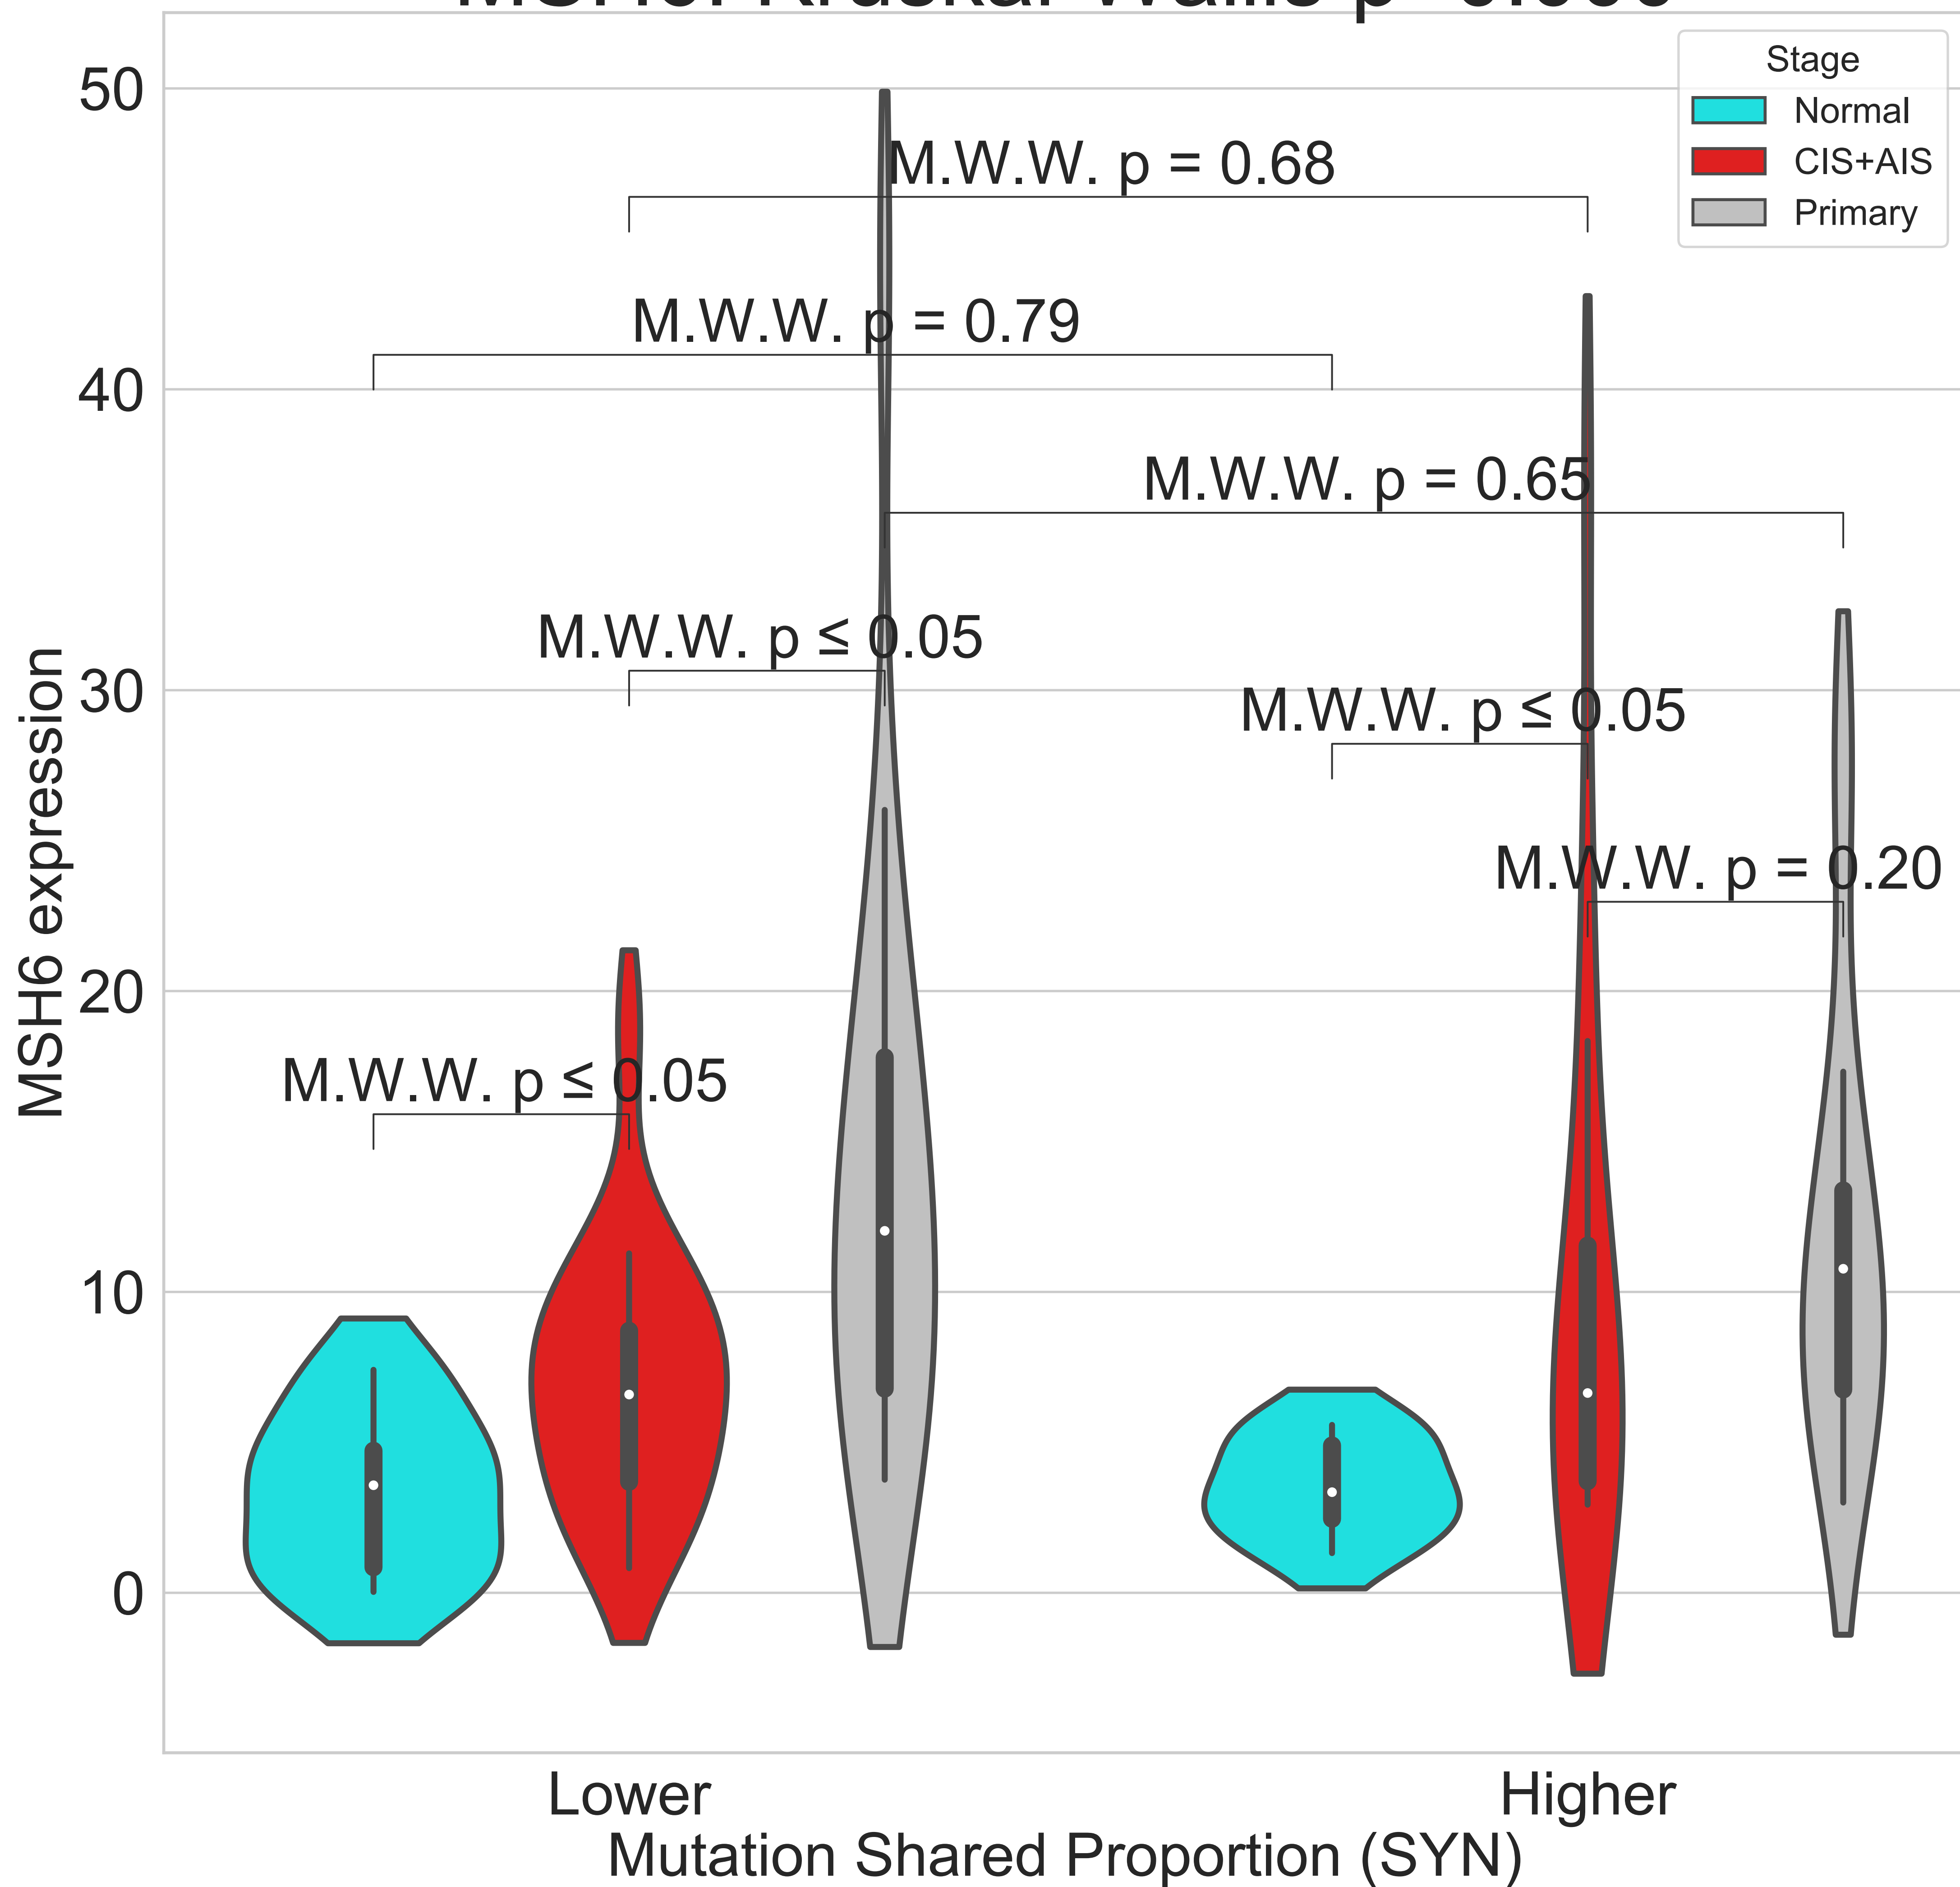 Stage
Normal
CIS+AIS
Primary
50
40
30
20
10
0
MSH6 expression
M.W.W. p = 0.68
M.W.W. p = 0.79
M.W.W. p = 0.65
M.W.W. p ≤ 0.05
M.W.W. p ≤ 0.05
M.W.W. p = 0.20
M.W.W. p ≤ 0.05
Lower
Higher
Mutation Shared Proportion (SYN)